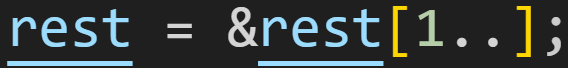 rest = &rest[1..];